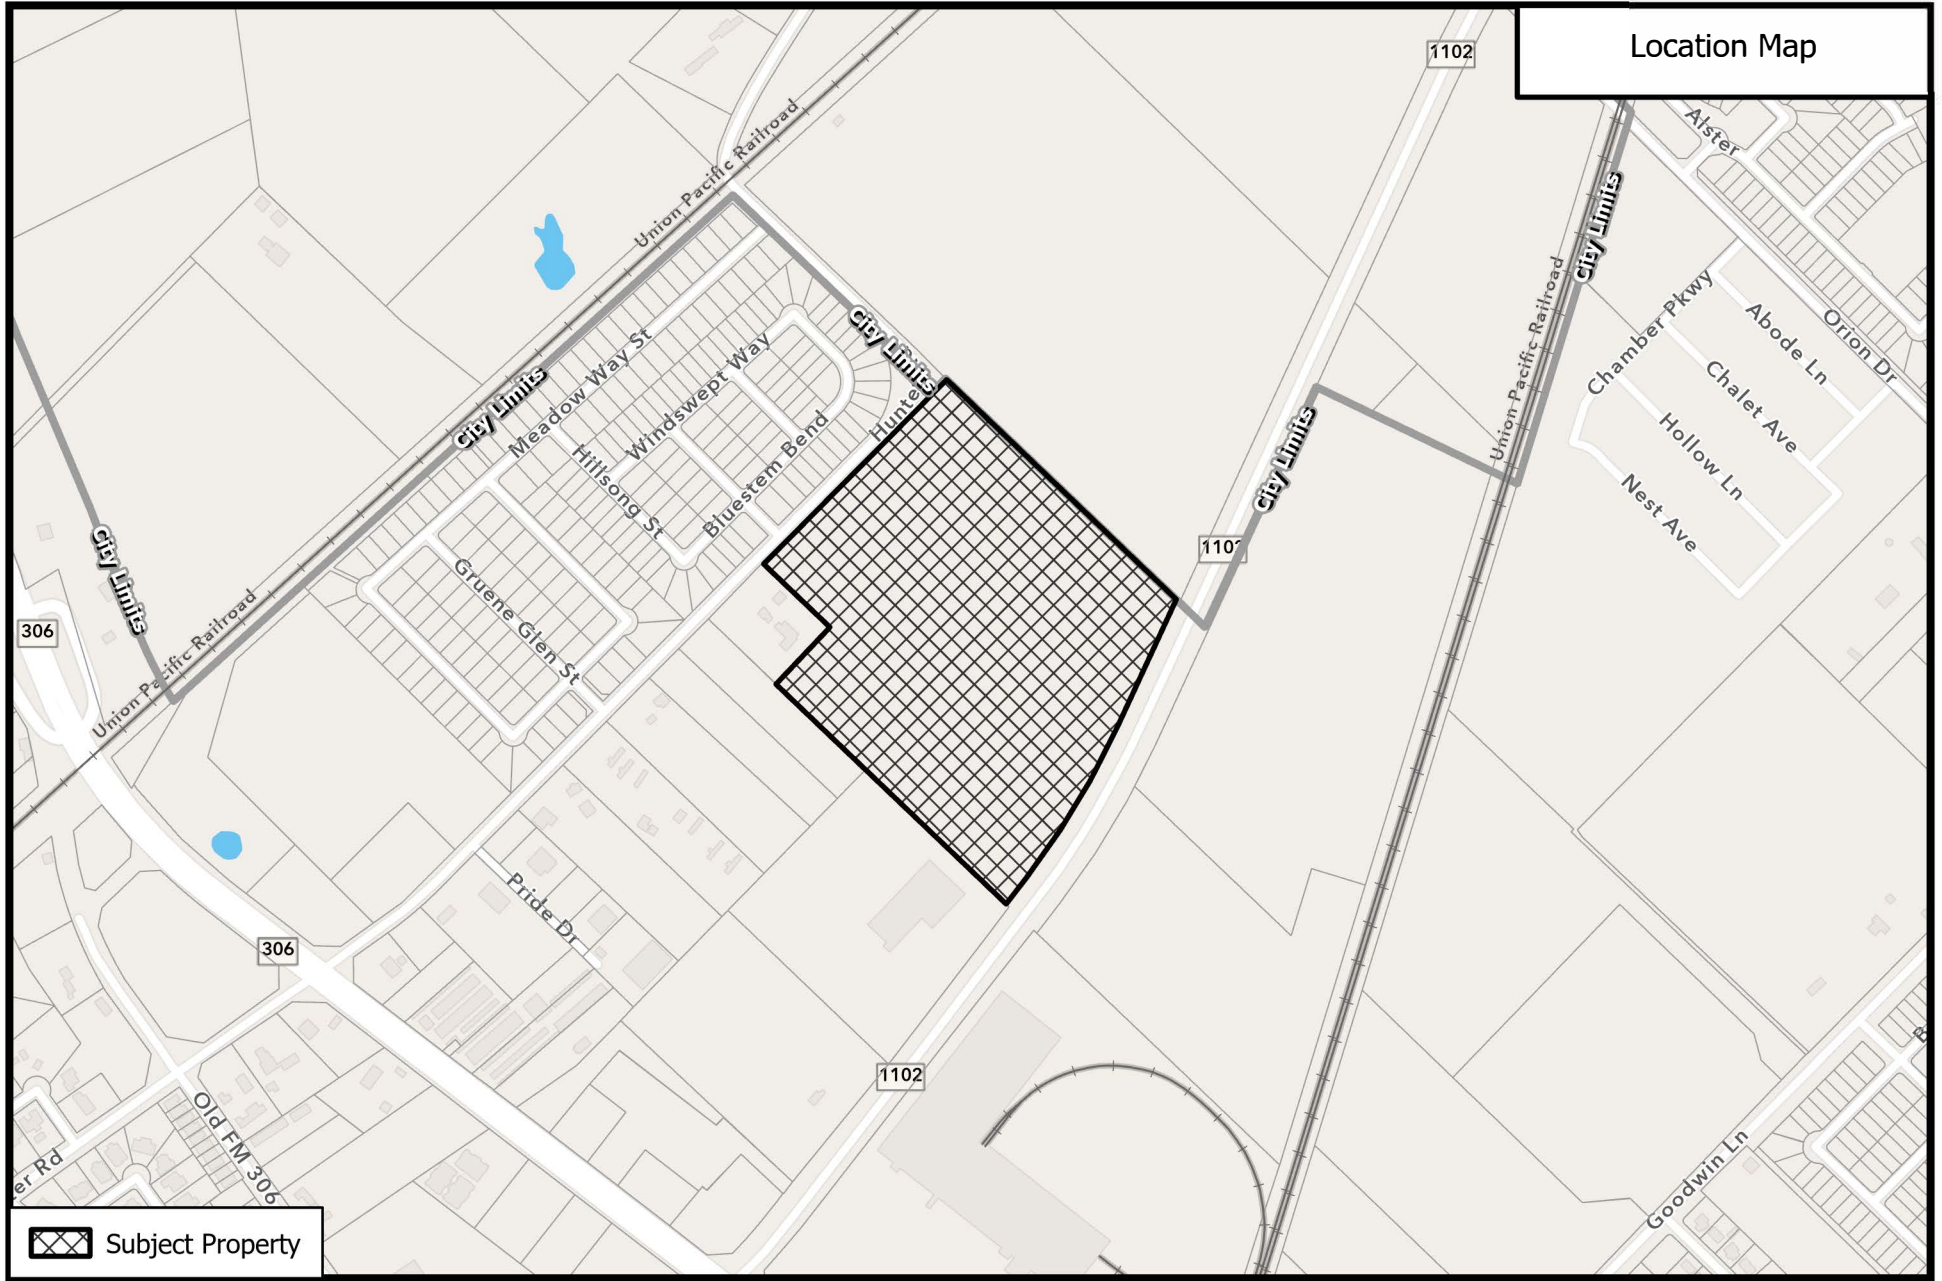 Location Map
1102
Alster
Union Pacific Railroad
City Limits
Union Pacific Railroad
Chamber Pkwy
Abode Ln
Orion Dr
Chalet Ave
Hollow Ln
Nest Ave
City Limits
Meadow Way St
City Limits
Windswept Way
Hillsong St
Bluestem Bend
City Limits
City Limits
Gruene Glen St
306
Union Pacific Railroad
Pride Dr
306
1102
Old FM 306
er Rd
Goodwin Ln
Subject Property